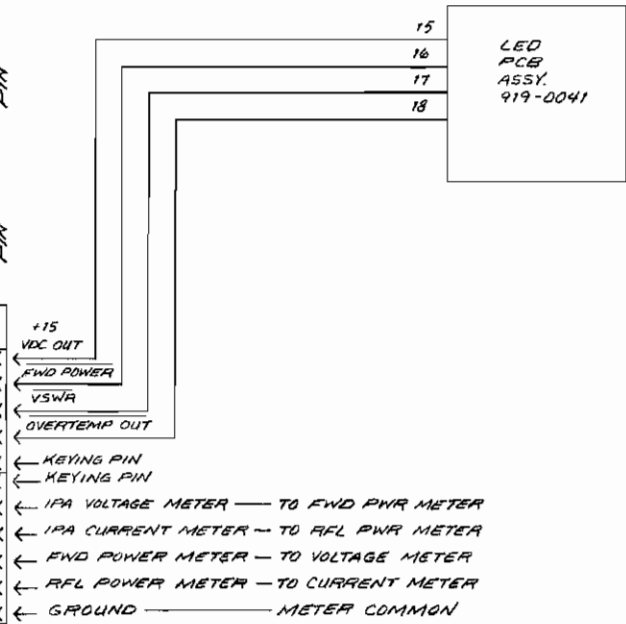 PIN
PIN
15
16
17
18
LED
PCB
ASSY.
919-0041
+15
VDC OUT
FWD POWER
VSWR
OVERTEMP OUT
KEYING PIN
KEYING PIN
IPA VOLTAGE METER — TO FWD PWR METER
IPA CURRENT METER — TO RFL PWR METER
FWD POWER METER — TO VOLTAGE METER
RFL POWER METER — TO CURRENT METER
GROUND — METER COMMON